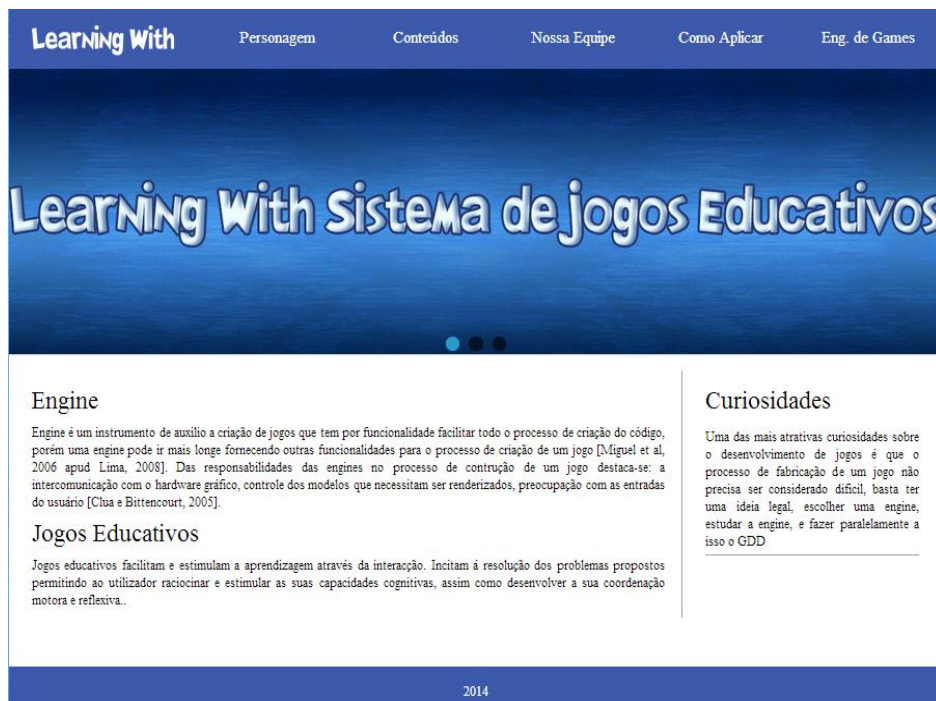 Learning With
Personagem
Conteúdos
Nossa Equipe
Como Aplicar
Eng. de Games
Learning With Sistema de jogos Educativos
Engine
Engine é um instrumento de auxilio a criação de jogos que tem por funcionalidade facilitar todo o processo de criação do código,
porém uma engine pode ir mais longe fornecendo outras funcionalidades para o processo de criação de um jogo [Miguel et al,
2006 apud Lima, 2008]. Das responsabilidades das engines no processo de contrução de um jogo destaca-se: a
intercomunicação com o hardware gráfico, controle dos modelos que necessitam ser renderizados, preocupação com as entradas
do usuário [Clua e Bittencourt, 2005].
Jogos Educativos
Jogos educativos facilitam e estimulam a aprendizagem através da interacção. Incitam á resolução dos problemas propostos
permitindo ao utilizador raciocinar e estimular as suas capacidades cognitivas, assim como desenvolver a sua coordenação
motora e reflexiva..
Curiosidades
Uma das mais atrativas curiosidades sobre
o desenvolvimento de jogos é que o
processo de fabricação de um jogo não
precisa ser considerado dificil, basta ter
uma ideia legal, escolher uma engine,
estudar a engine, e fazer paralelamente a
isso o GDD
2014